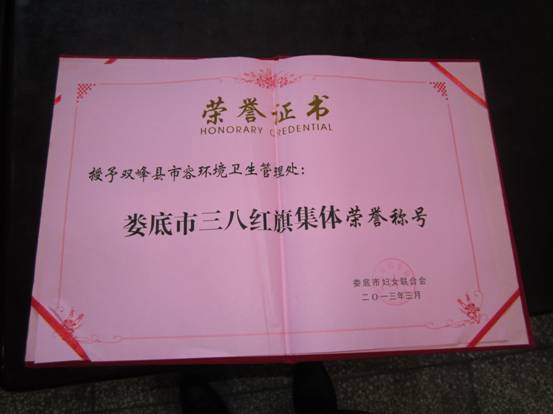 荣誉证书
HONORARY CREDENTIAL
授予双峰县市容环境卫生管理处：
娄底市三八红旗集体荣誉称号
娄底市妇女联合会
二〇一三年三月